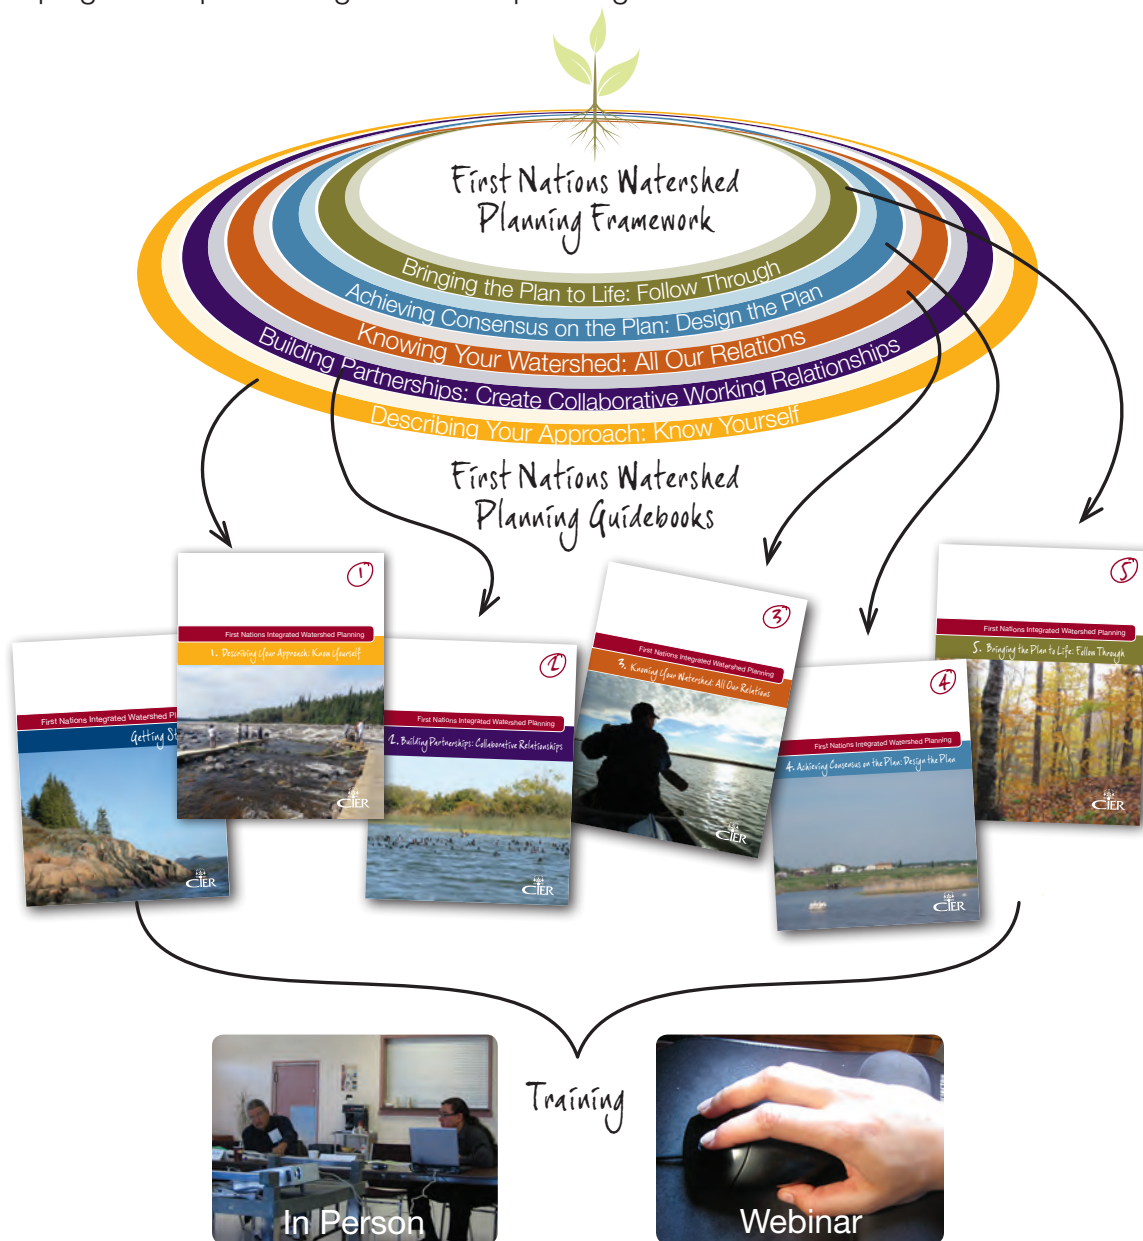 First Nations Watershed
Planning Framework
Bringing the Plan to Life: Follow Through
Achieving Consensus on the Plan: Design the Plan
Knowing Your Watershed: All Our Relations
Building Partnerships: Create Collaborative Working Relationships
Describing Your Approach: Know Yourself
First Nations Watershed
Planning Guidebooks
First Nations Integrated Watershed
Getting
CIER
1
First Nations Integrated Watershed Planning
1. Describing Your Approach: Know Yourself
CIER
2
First Nations Integrated Watershed Planning
2. Building Partnerships: Collaborative Relationships
CIER
3
First Nations Integrated Watershed Planning
3. Knowing Your Watershed: All Our Relations
CIER
4
First Nations Integrated Watershed Planning
4. Achieving Consensus on the Plan: Design the Plan
CIER
5
First Nations Integrated Watershed Planning
5. Bringing the Plan to Life: Follow Through
CIER
Training
In Person
Webinar